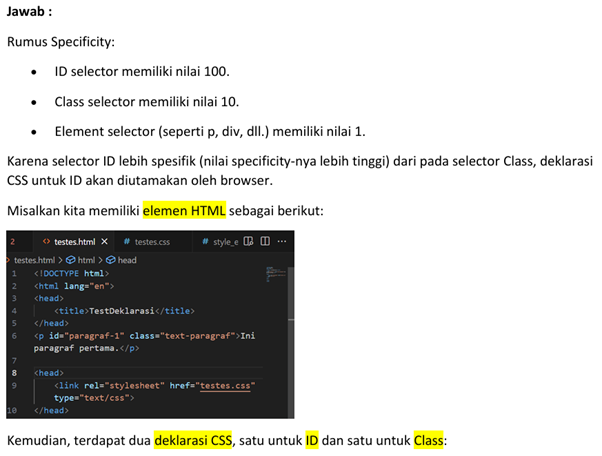 Jawab :
Rumus Specificity:
• ID selector memiliki nilai 100.
• Class selector memiliki nilai 10.
• Element selector (seperti p, div, dll.) memiliki nilai 1.
Karena selector ID lebih spesifik (nilai specificity-nya lebih tinggi) dari pada selector Class, deklarasi
CSS untuk ID akan diutamakan oleh browser.
Misalkan kita memiliki elemen HTML sebagai berikut:
2 <> testes.html × # testes.css # style_e ···
> testes.html > html > head
1 <!DOCTYPE html>
2 <html lang="en">
3 <head>
4 <title>TestDeklarasi</title>
5 </head>
6 <p id="paragraf-1" class="text-paragraf">Ini
paragraf pertama.</p>
7
8 <head>
9 <link rel="stylesheet" href="testes.css"
type="text/css">
10 </head>
Kemudian, terdapat dua deklarasi CSS, satu untuk ID dan satu untuk Class: